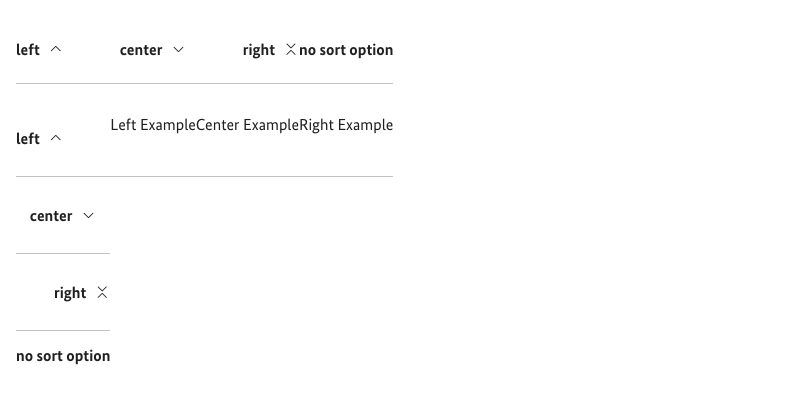 left center right no sort option
left Left ExampleCenter ExampleRight Example
center
right
no sort option